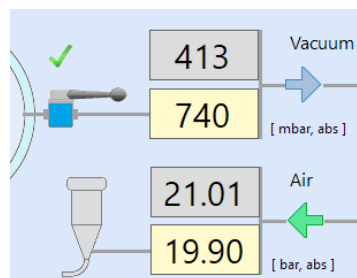 413
Vacuum
740
[ mbar, abs ]
21.01
Air
19.90
[ bar, abs ]